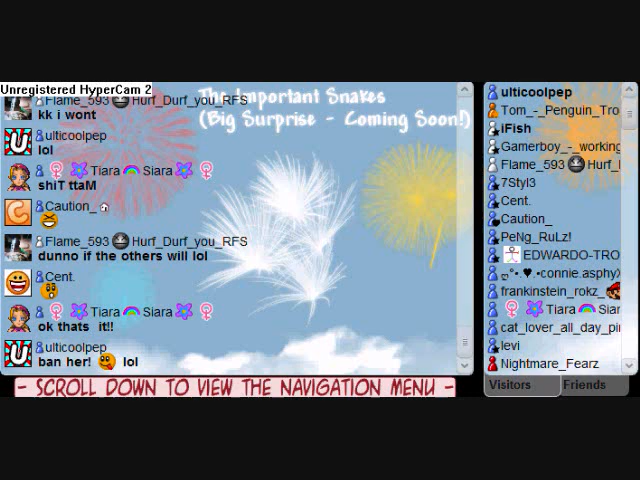 Unregistered HyperCam 2
The Important Snakes
(Big Surprise - Coming Soon!)
Flame_593 Hurf_Durf_you_RFS
kk i wont
ulticoolpep
lol
Tiara Siara
shiT ttaM
Caution_
Flame_593 Hurf_Durf_you_RFS
dunno if the others will lol
Cent.
Tiara Siara
ok thats it!!
ulticoolpep
ban her! lol
- SCROLL DOWN TO VIEW THE NAVIGATION MENU -
ulticoolpep
Tom_-_Penguin_Tro
iFish
Gamerboy_-_working
Flame_593 Hurf_
7Styl3
Cent.
Caution_
PeNg_RuLz!
EDWARDO-TRO
connie.asphyX
frankinstein_rokz_
Tiara Siar
cat_lover_all_day_pi
levi
Nightmare_Fearz
Visitors Friends